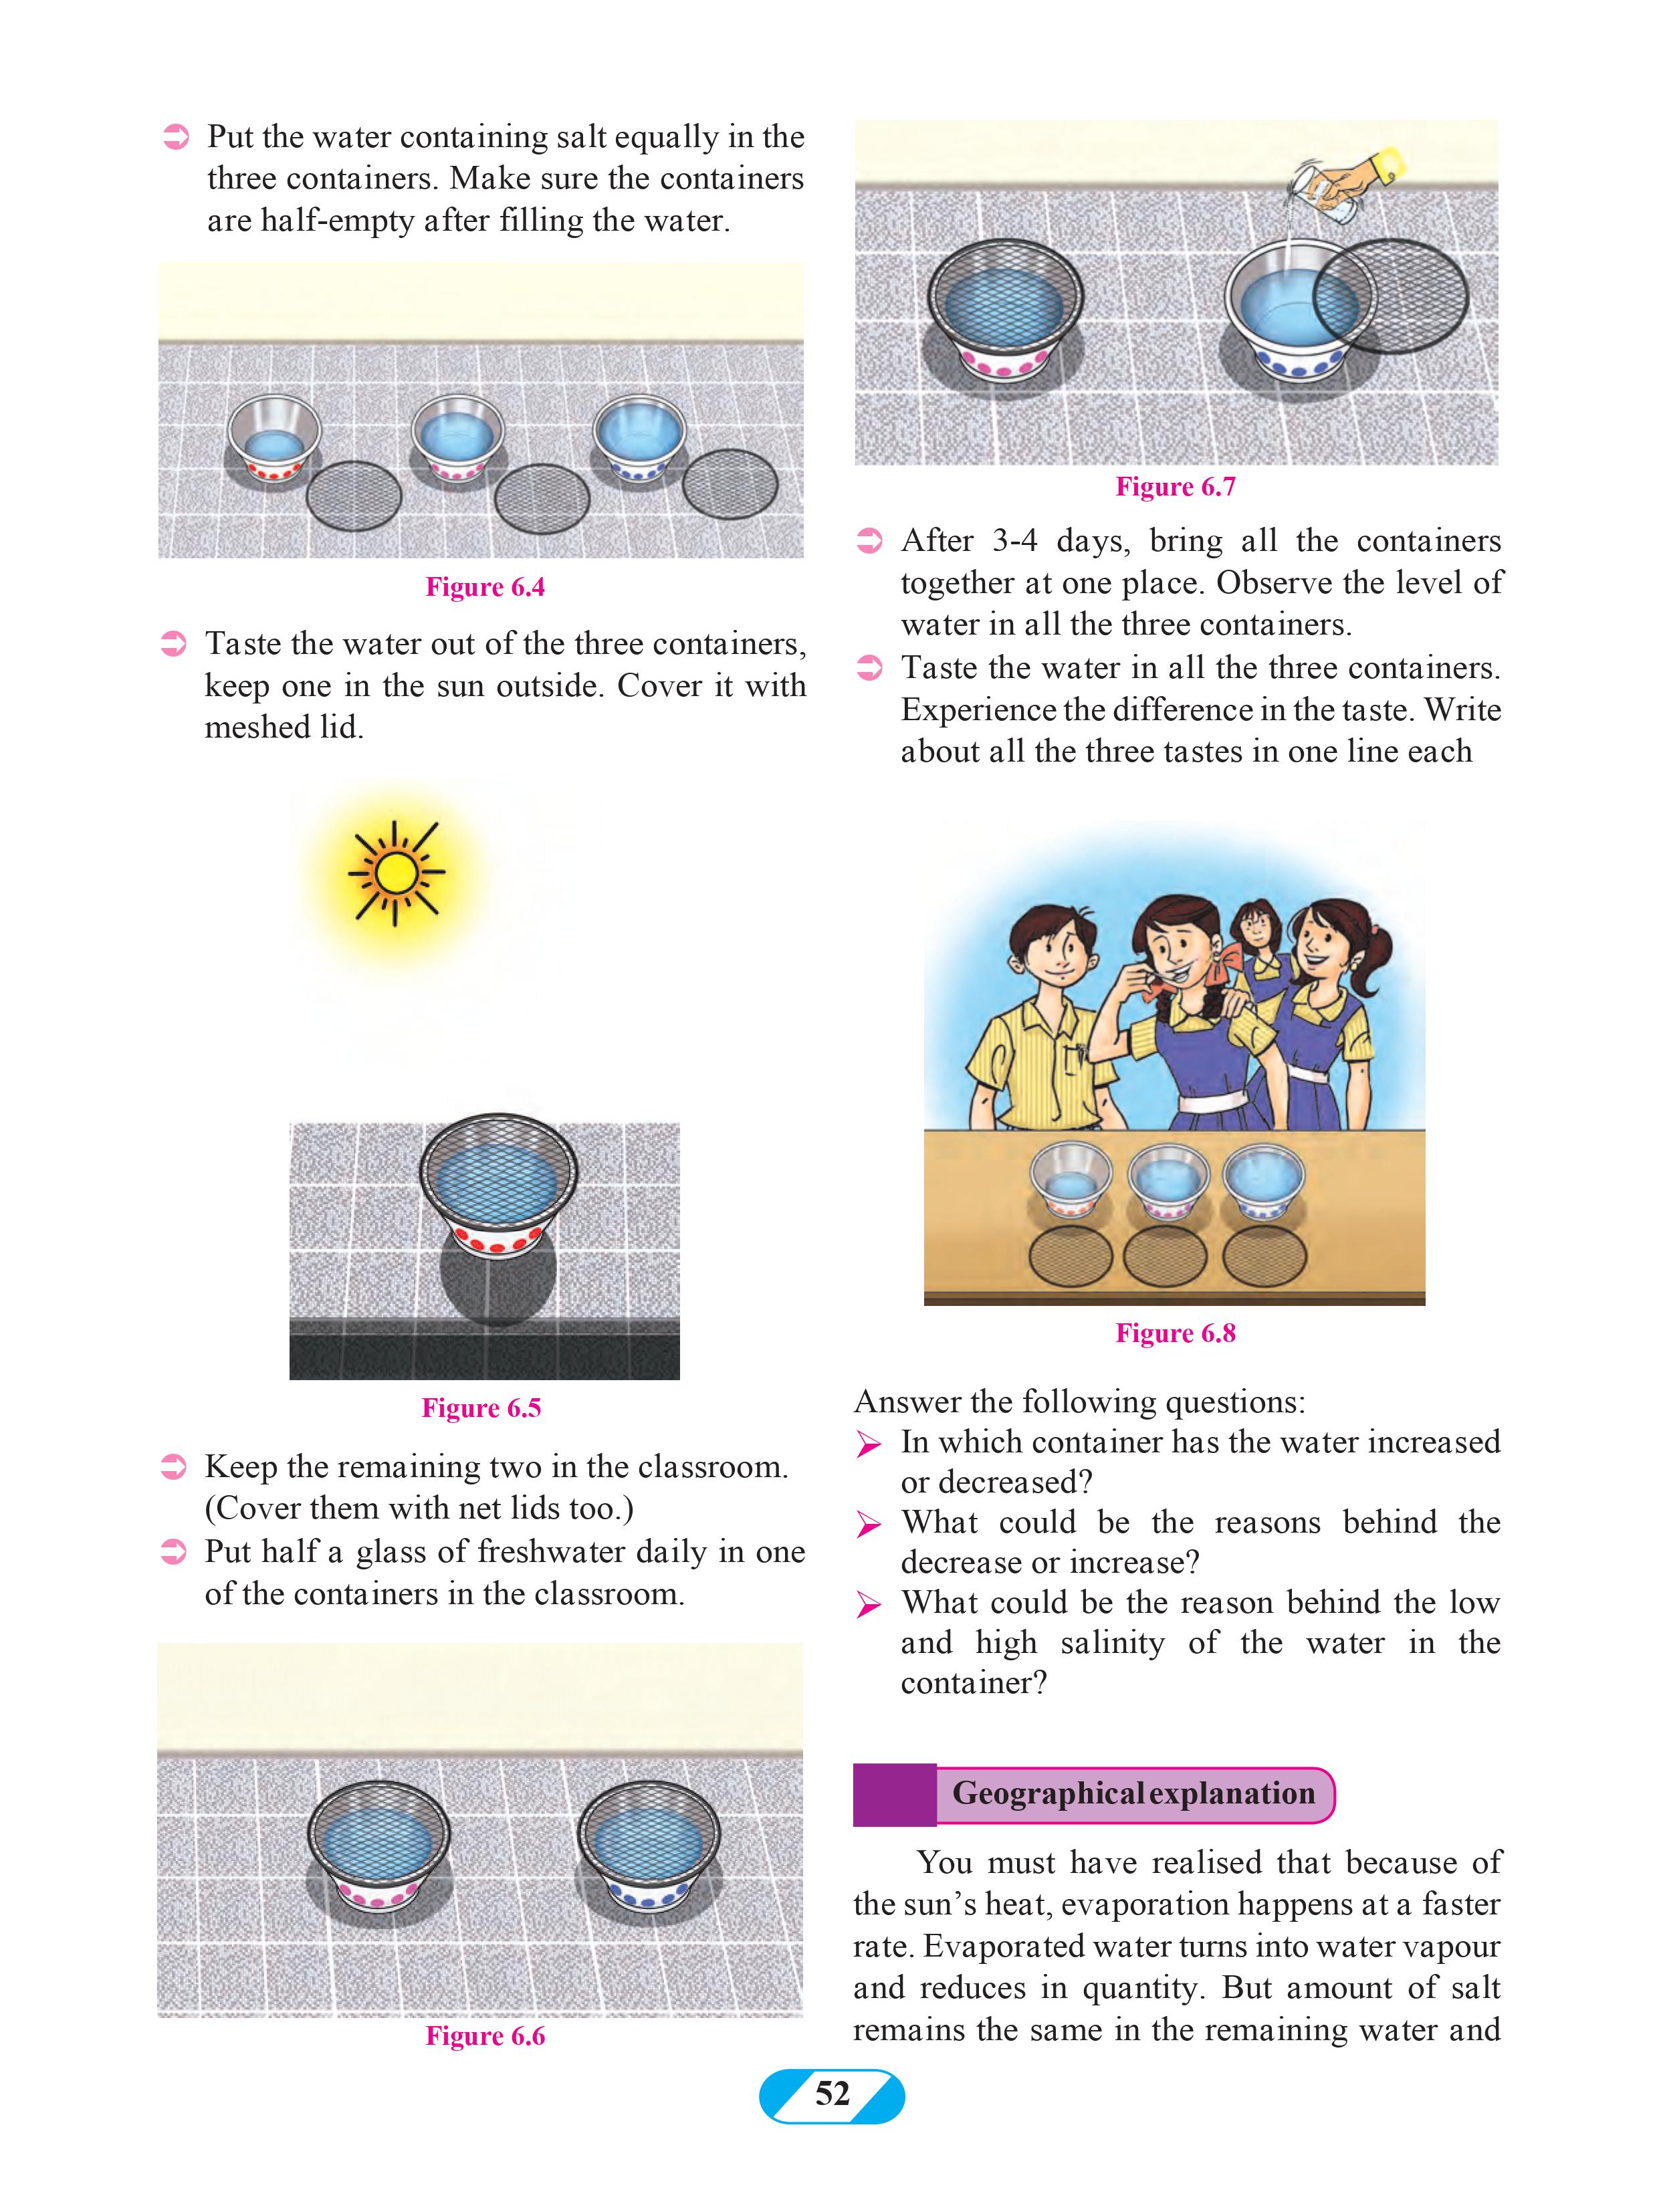 Put the water containing salt equally in the
three containers. Make sure the containers
are half-empty after filling the water.
Figure 6.4
Taste the water out of the three containers,
keep one in the sun outside. Cover it with
meshed lid.
Figure 6.5
Keep the remaining two in the classroom.
(Cover them with net lids too.)
Put half a glass of freshwater daily in one
of the containers in the classroom.
Figure 6.6
Figure 6.7
After 3-4 days, bring all the containers
together at one place. Observe the level of
water in all the three containers.
Taste the water in all the three containers.
Experience the difference in the taste. Write
about all the three tastes in one line each
Figure 6.8
Answer the following questions:
In which container has the water increased
or decreased?
What could be the reasons behind the
decrease or increase?
What could be the reason behind the low
and high salinity of the water in the
container?
Geographical explanation
You must have realised that because of
the sun's heat, evaporation happens at a faster
rate. Evaporated water turns into water vapour
and reduces in quantity. But amount of salt
remains the same in the remaining water and
52